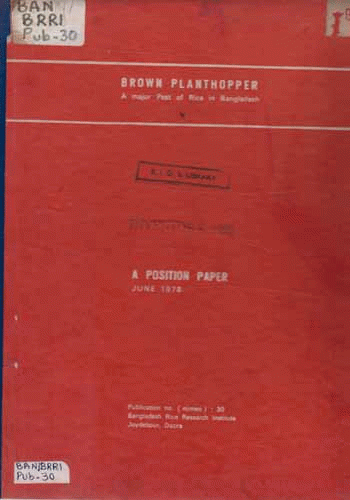 BAN
BRRI
Pub-30
BROWN PLANTHOPPER
A major Pest of Rice in Bangladesh
LIBRARY
A POSITION PAPER
JUNE 1978
Publication no. ( mimeo ) : 30
Bangladesh Rice Research Institute
Joydebpur, Dacca
BAN/BRRI
Pub-30